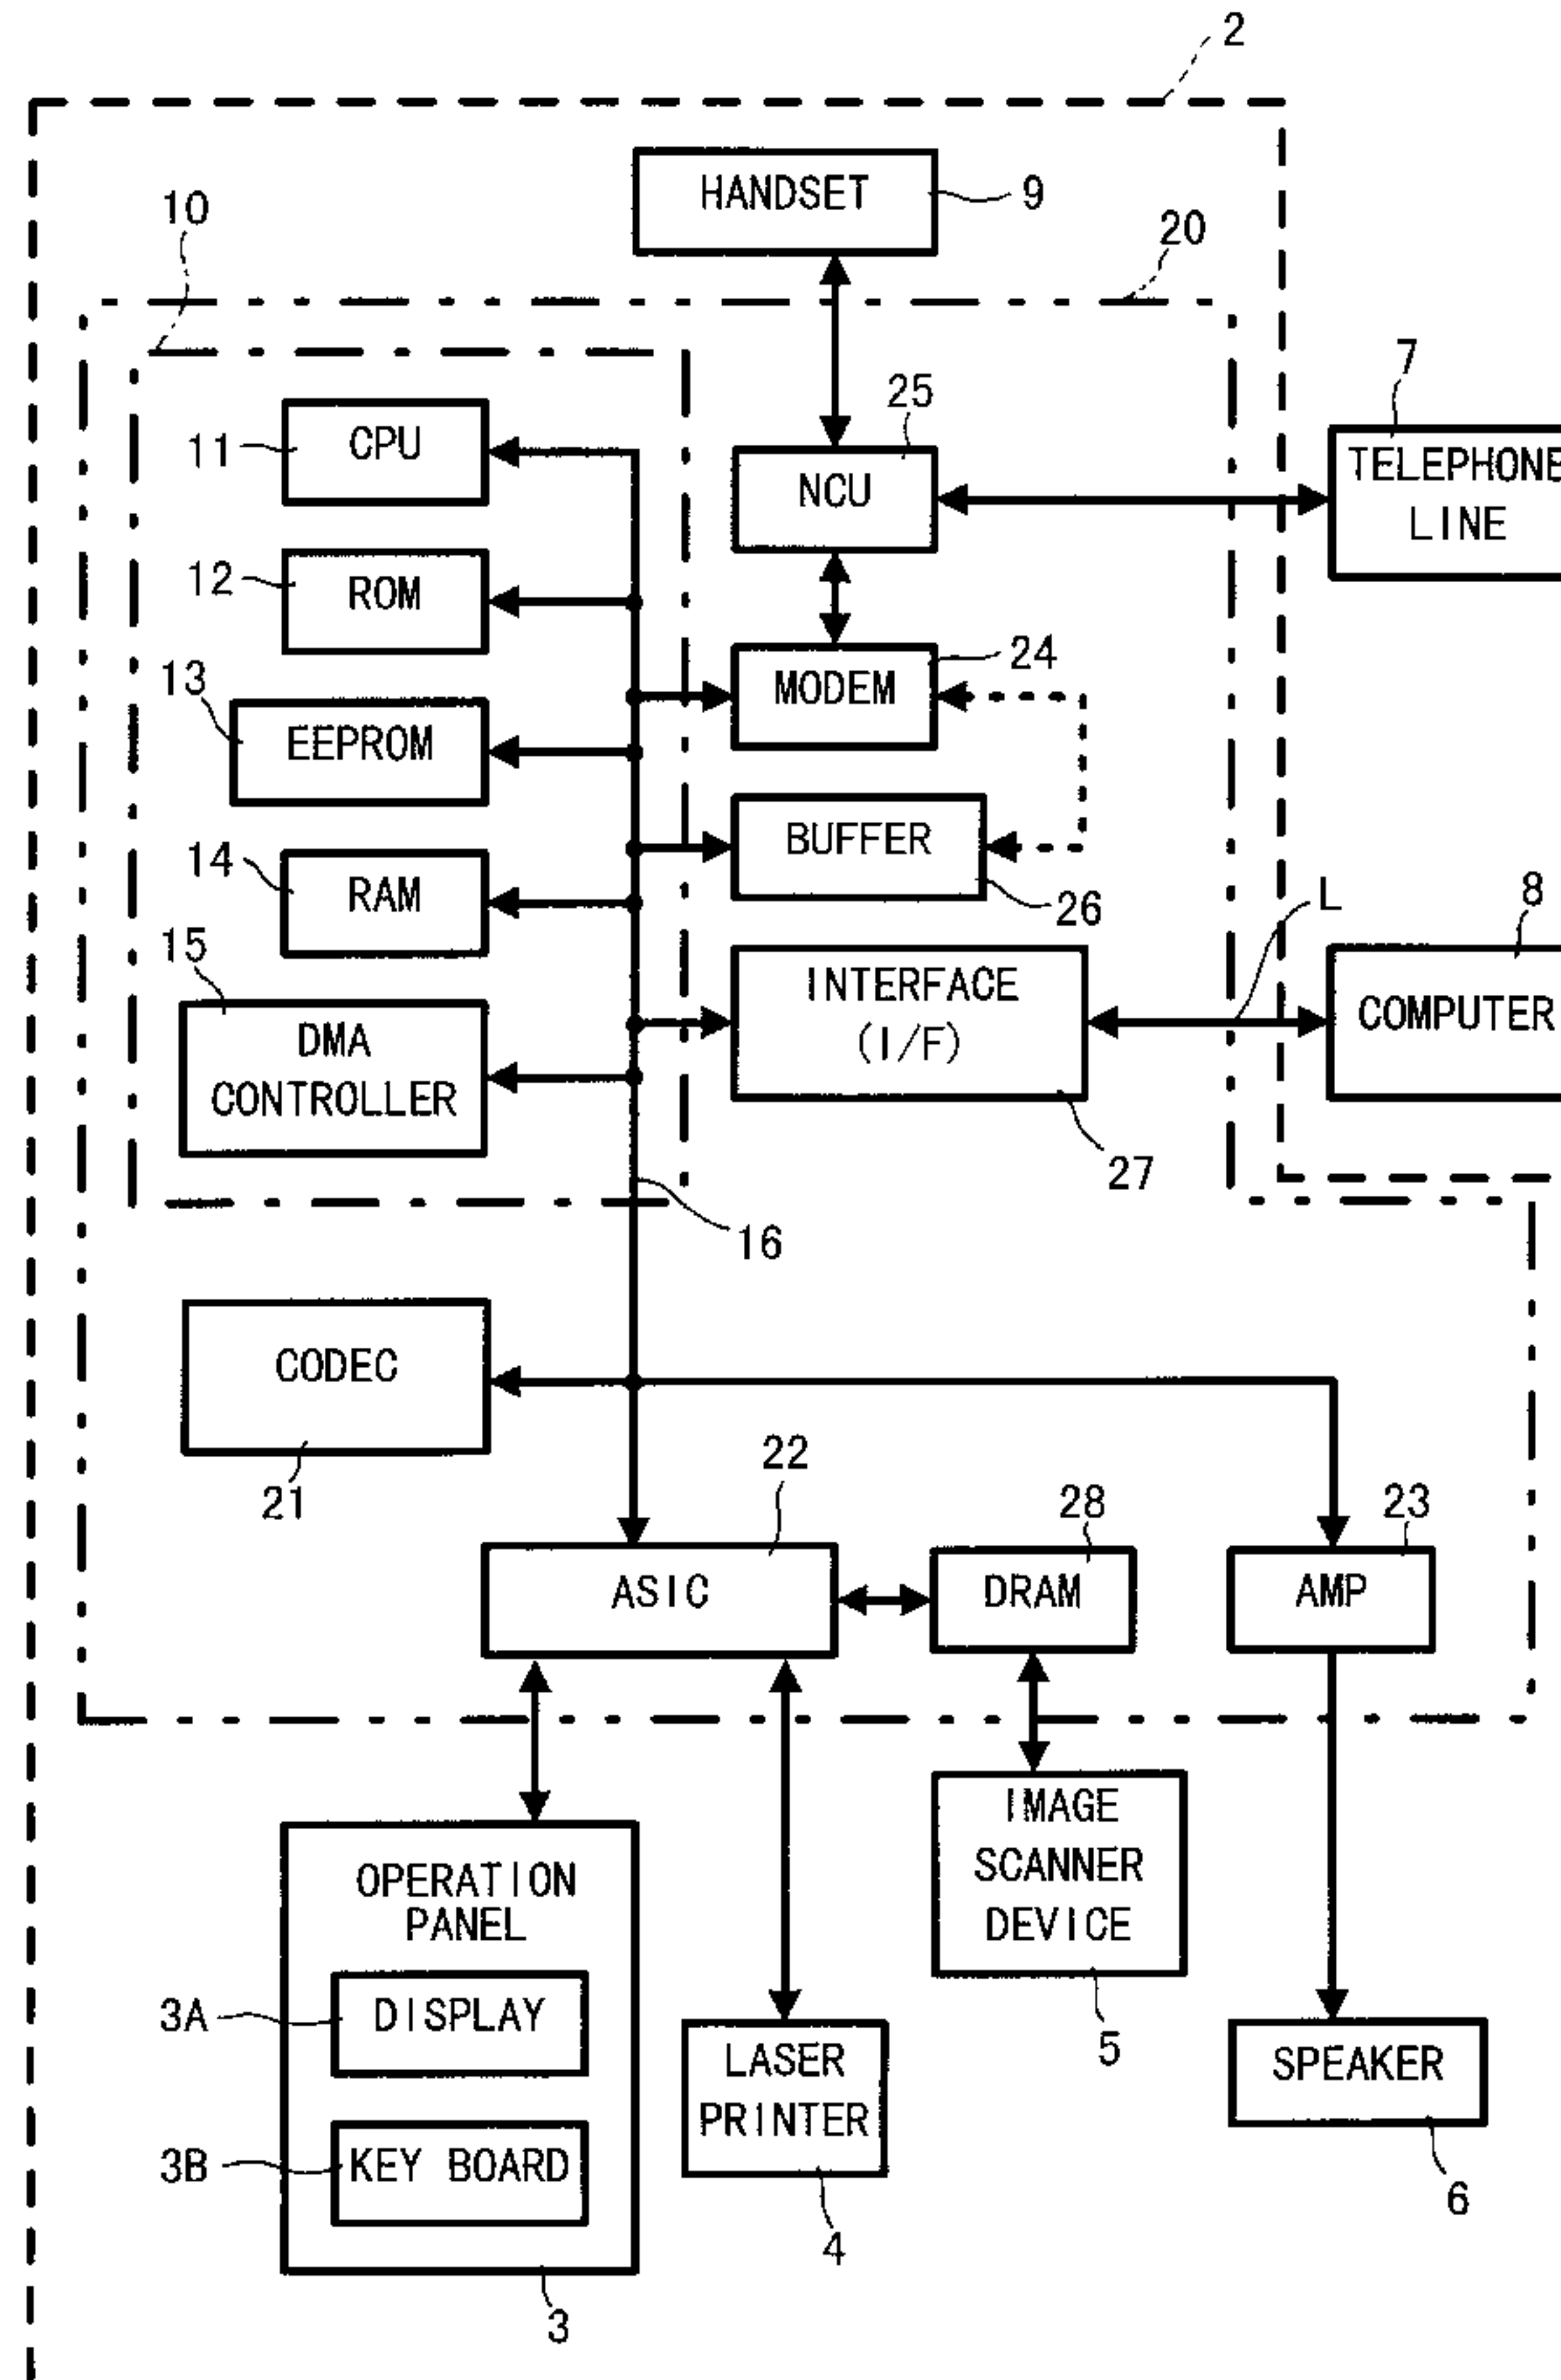 2
HANDSET
9
10
20
7
25
CPU
11
NCU
TELEPHONE
LINE
12
ROM
24
MODEM
13
EEPROM
BUFFER
14
RAM
26
L
8
15
INTERFACE
(I/F)
COMPUTER
DMA
CONTROLLER
27
16
CODEC
21
22
28
23
ASIC
DRAM
AMP
IMAGE
SCANNER
DEVICE
5
OPERATION
PANEL
3A
DISPLAY
3B
KEY BOARD
3
LASER
PRINTER
4
SPEAKER
6